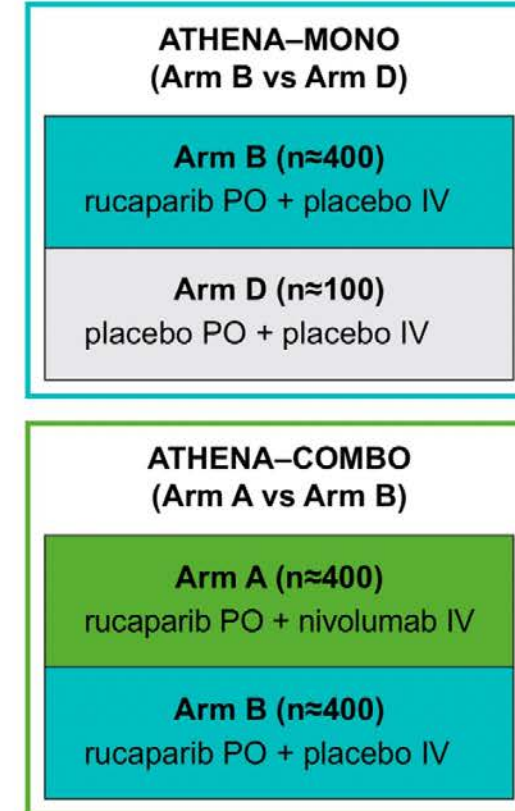 ATHENA–MONO
(Arm B vs Arm D)
Arm B (n≈400)
rucaparib PO + placebo IV
Arm D (n≈100)
placebo PO + placebo IV
ATHENA–COMBO
(Arm A vs Arm B)
Arm A (n≈400)
rucaparib PO + nivolumab IV
Arm B (n≈400)
rucaparib PO + placebo IV